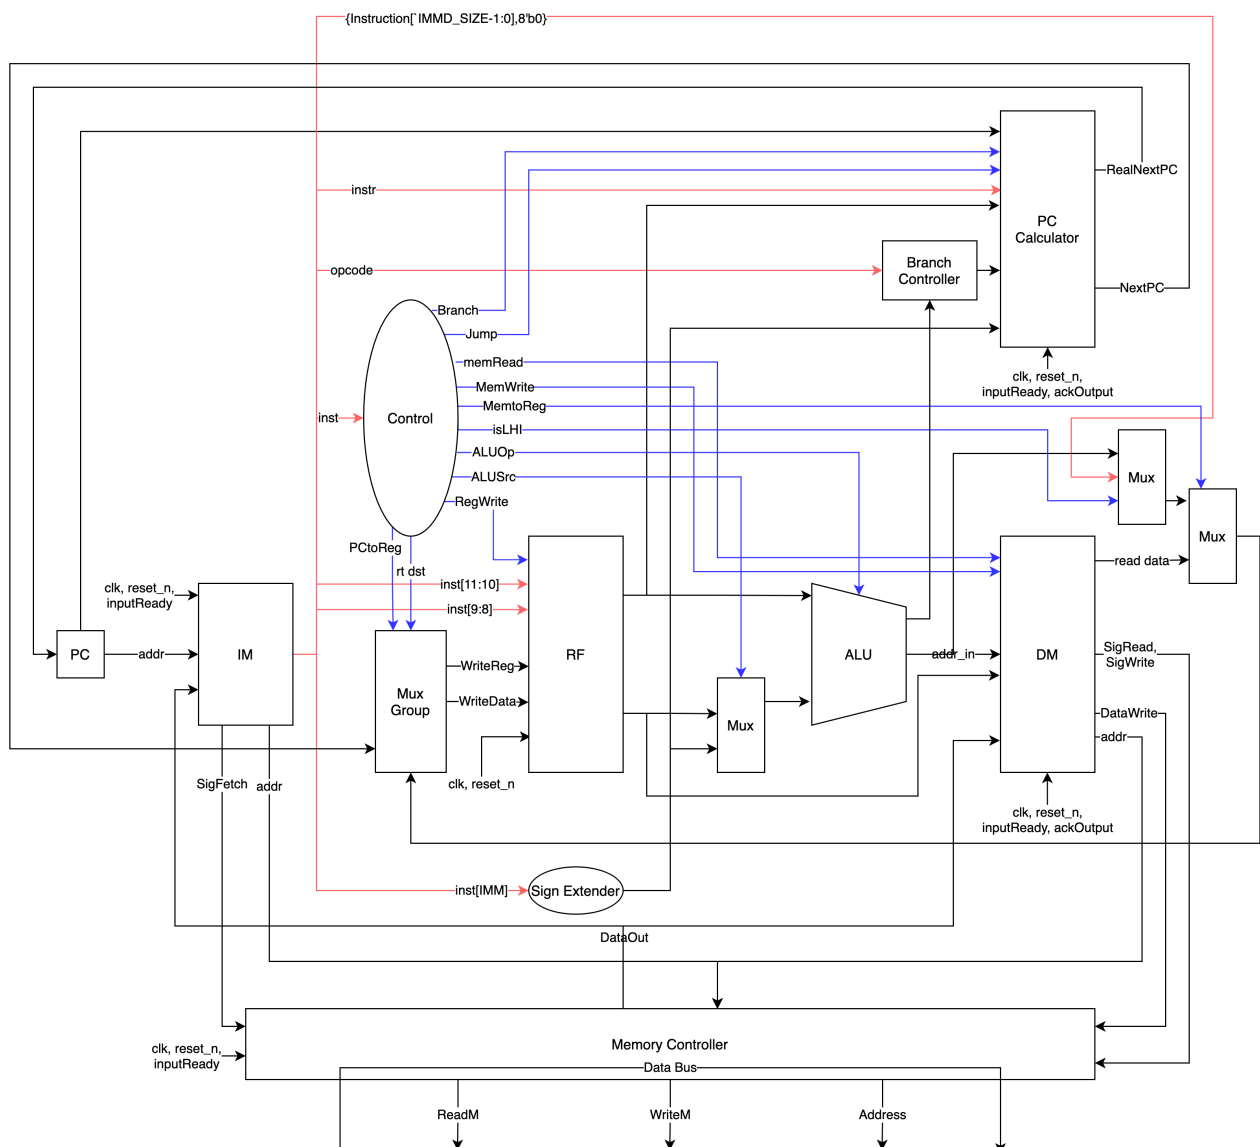 {Instruction[`IMMD_SIZE-1:0],8'b0}
RealNextPC
instr
PC
Calculator
opcode
Branch
Controller
NextPC
Branch
Jump
memRead
clk, reset_n,
inputReady, ackOutput
MemWrite
MemtoReg
inst
Control
isLHI
ALUOp
ALUSrc
Mux
RegWrite
Mux
PCtoReg
rt dst
read data
inst[11:10]
clk, reset_n,
inputReady
inst[9:8]
PC
addr
IM
RF
ALU
addr_in
DM
SigRead,
SigWrite
WriteReg
Mux
Group
WriteData
Mux
DataWrite
addr
SigFetch
addr
clk, reset_n
clk, reset_n,
inputReady, ackOutput
inst[IMM]
Sign Extender
DataOut
clk, reset_n,
inputReady
Memory Controller
Data Bus
ReadM
WriteM
Address